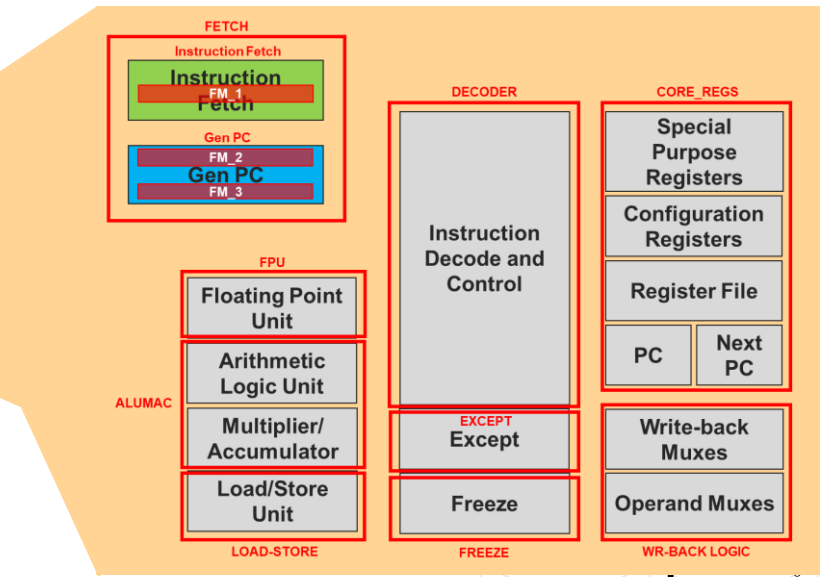 FETCH
Instruction Fetch
Instruction
FM_1
Fetch
Gen PC
FM_2
Gen PC
FM_3
FPU
Floating Point
Unit
ALUMAC
Arithmetic
Logic Unit
Multiplier/
Accumulator
Load/Store
Unit
LOAD-STORE
DECODER
Instruction
Decode and
Control
EXCEPT
Except
Freeze
FREEZE
CORE_REGS
Special
Purpose
Registers
Configuration
Registers
Register File
PC
Next
PC
Write-back
Muxes
Operand Muxes
WR-BACK LOGIC